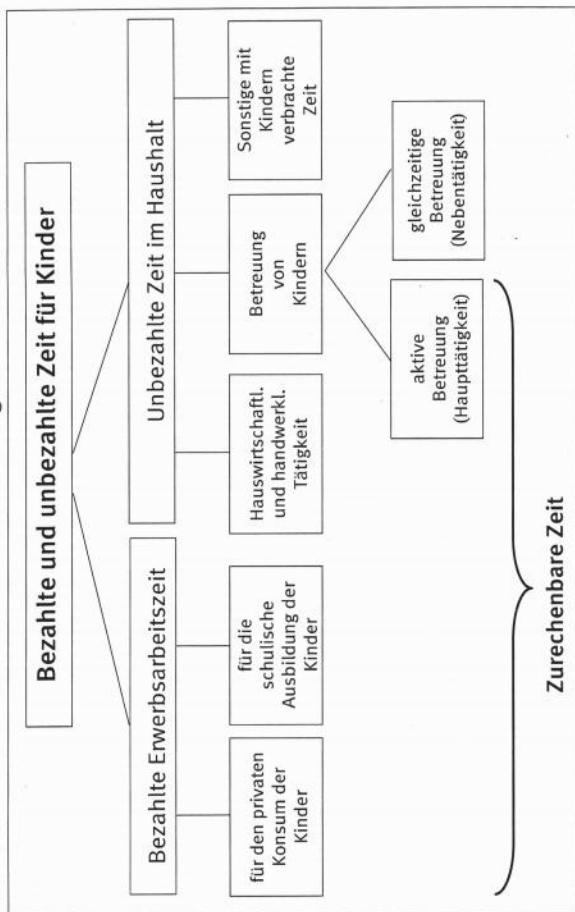 Bezahlte und unbezahlte Zeit für Kinder
Bezahlte Erwerbsarbeitszeit
Unbezahlte Zeit im Haushalt
für den privaten
Konsum der
Kinder
für die
schulische
Ausbildung der
Kinder
Hauswirtschaftl.
und handwerkl.
Tätigkeit
Betreuung
von
Kindern
Sonstige mit
Kindern
verbrachte
Zeit
aktive
Betreuung
(Haupttätigkeit)
gleichzeitige
Betreuung
(Nebentätigkeit)
Zurechenbare Zeit